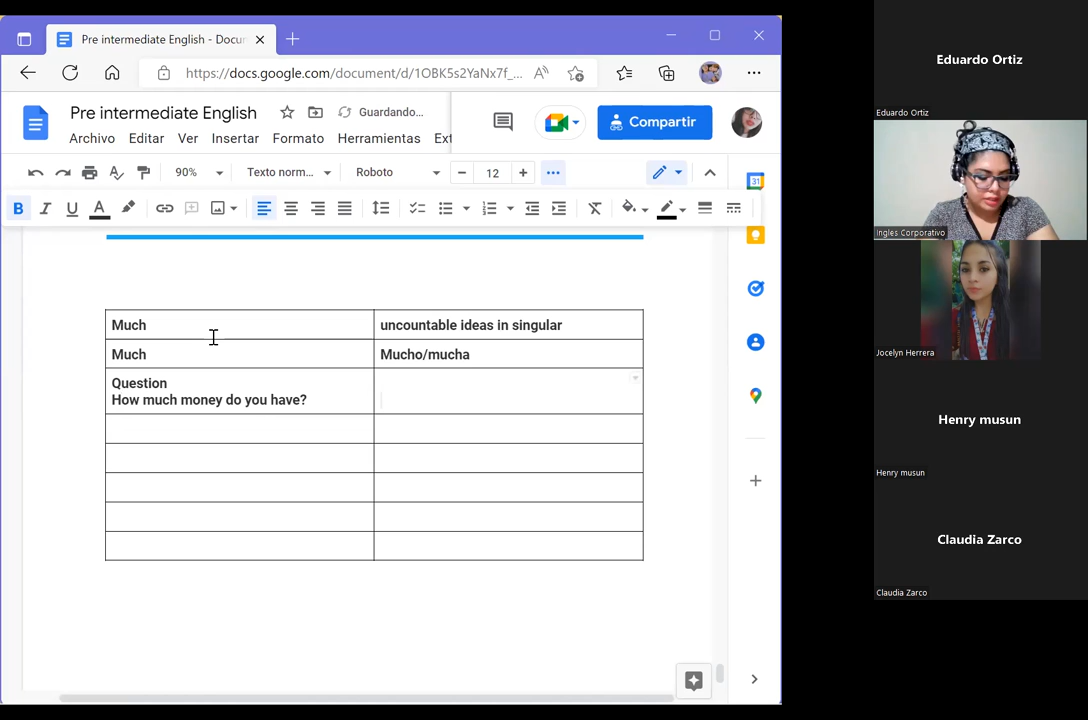 Pre intermediate English - Docur
https://docs.google.com/document/d/1OBK5s2YaNx7f_...
Pre intermediate English
Guardando...
Compartir
Archivo Editar Ver Insertar Formato Herramientas Ext
90% Texto norm... Roboto 12
B I U A
31
Much uncountable ideas in singular
Much Mucho/mucha
Question
How much money do you have?
Eduardo Ortiz
Eduardo Ortiz
Ingles Corporativo
Jocelyn Herrera
Henry musun
Henry musun
Claudia Zarco
Claudia Zarco